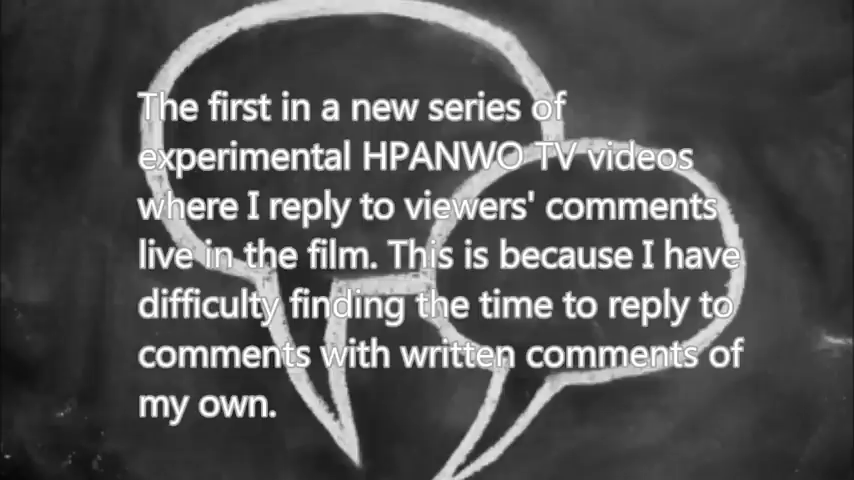 The first in a new series of
experimental HPANWO TV videos
where I reply to viewers' comments
live in the film. This is because I have
difficulty finding the time to reply to
comments with written comments of
my own.